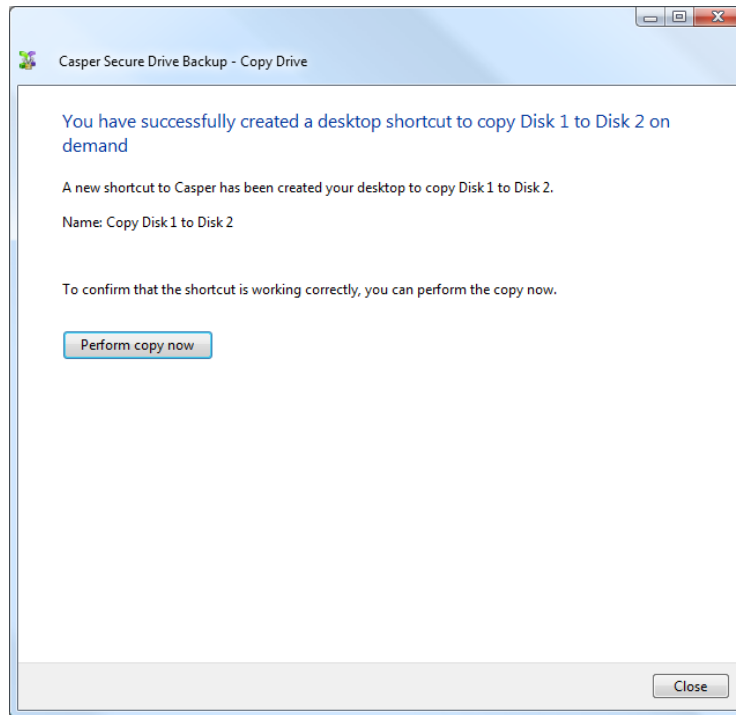 Casper Secure Drive Backup - Copy Drive
You have successfully created a desktop shortcut to copy Disk 1 to Disk 2 on
demand
A new shortcut to Casper has been created your desktop to copy Disk 1 to Disk 2.
Name: Copy Disk 1 to Disk 2
To confirm that the shortcut is working correctly, you can perform the copy now.
Perform copy now
Close